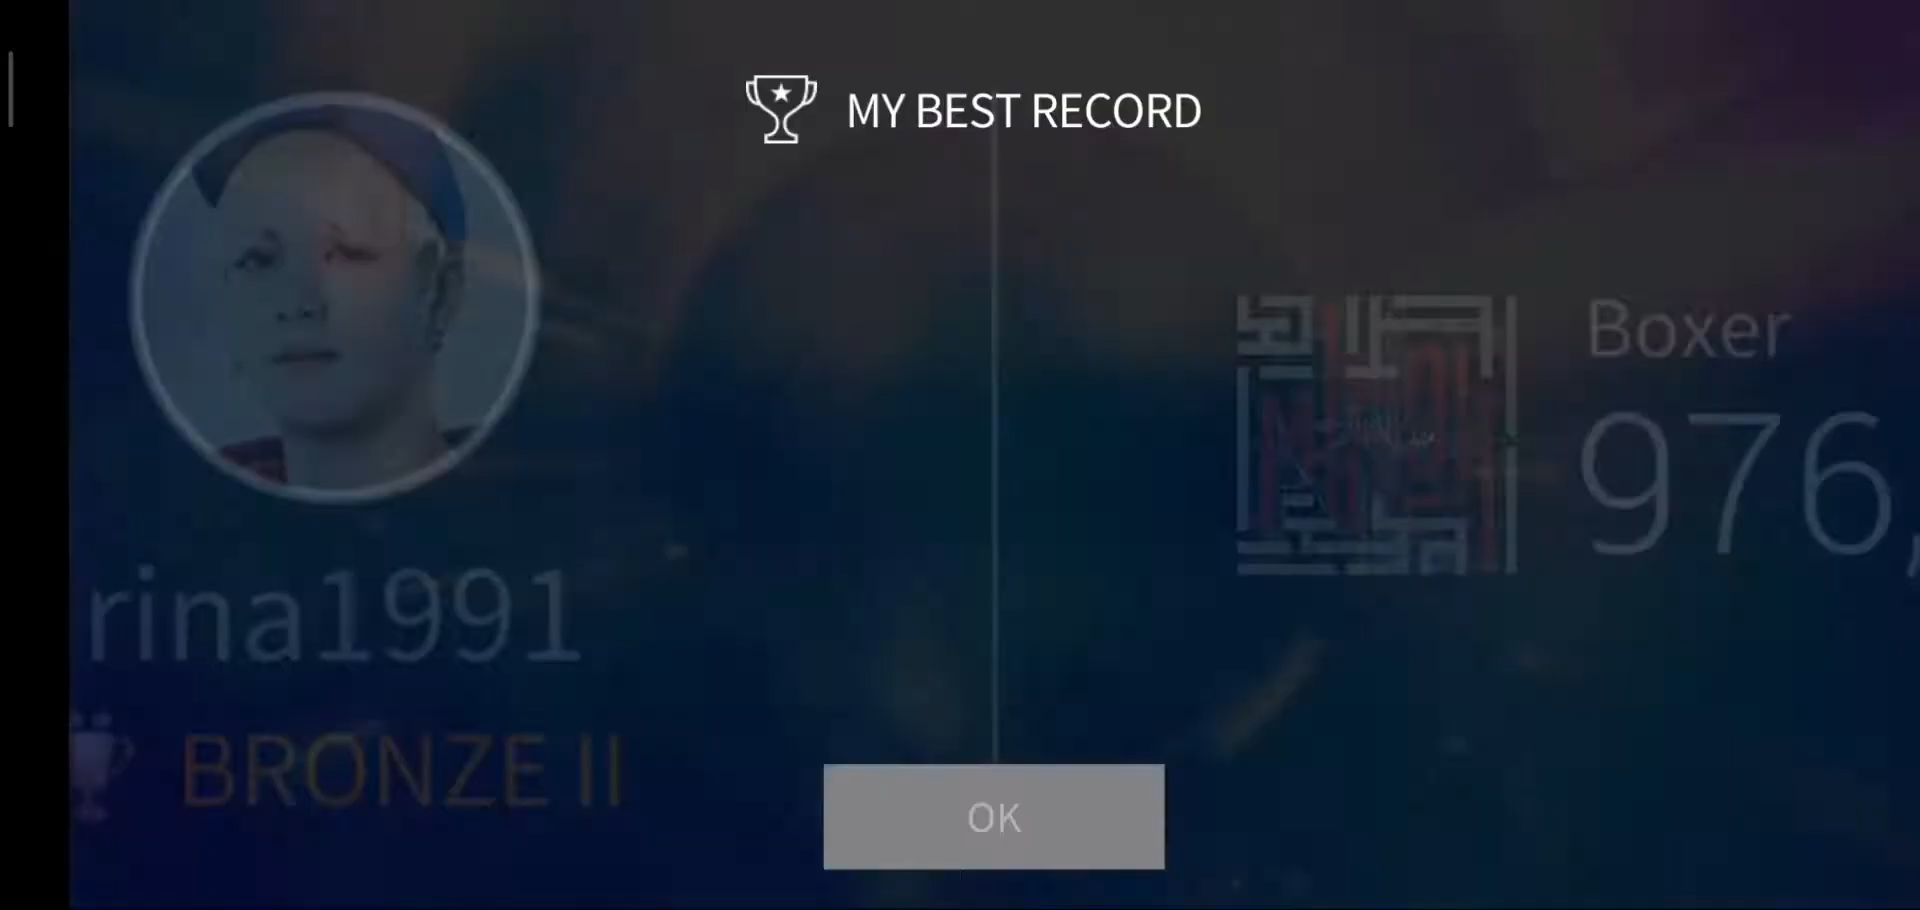 MY BEST RECORD
rina1991
BRONZE II
Boxer
976,
OK